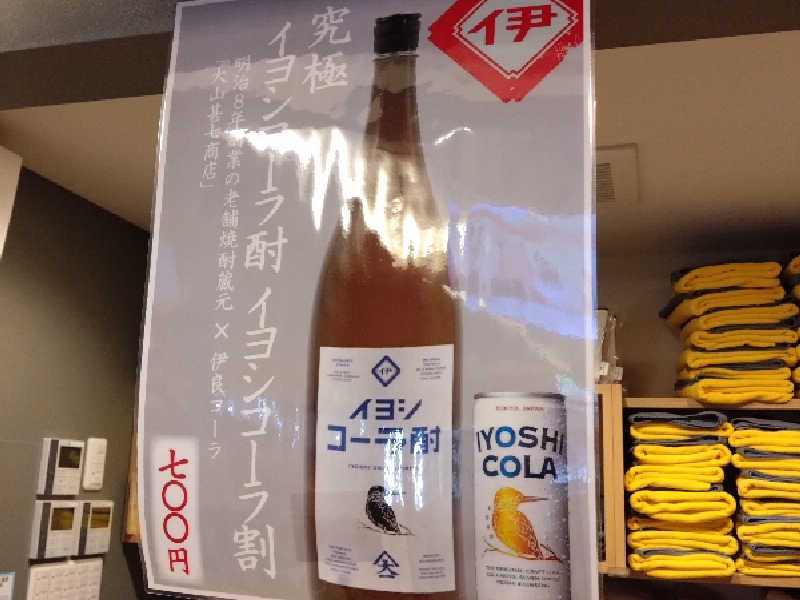 伊
究極
イヨシコーラ酎 イヨシコーラ割
明治8年創業の老舗焼酎蔵元 × 伊良コーラ
「大山甚七商店」
七〇〇円
伊
イヨシ
コーラ酎
IYOSHI
COLA